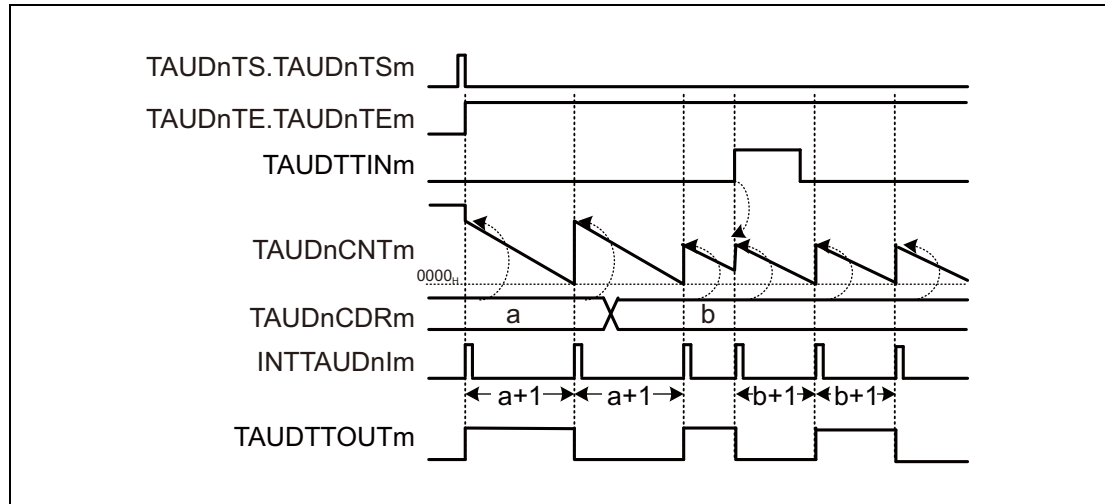 TAUDnTS.TAUDnTSm
TAUDnTE.TAUDnTEm
TAUDTTINm
TAUDnCNTm
0000H
TAUDnCDRm
a
b
INTTAUDnIm
a+1
a+1
b+1
b+1
TAUDTTOUTm